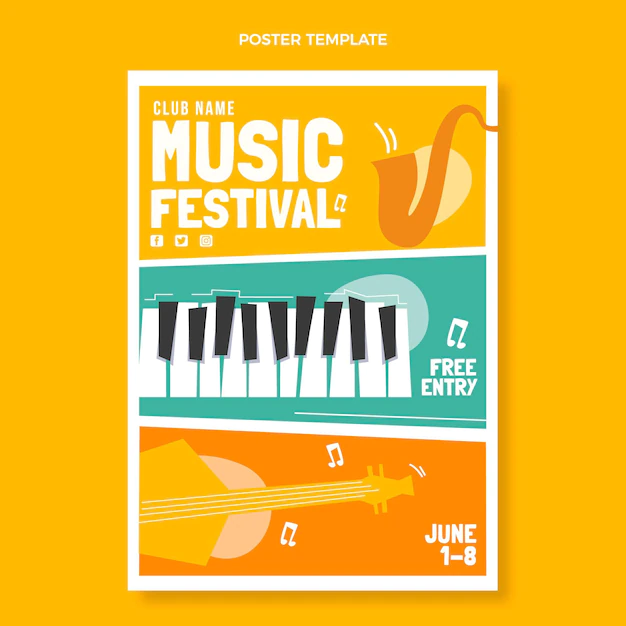 POSTER TEMPLATE
CLUB NAME
MUSIC
FESTIVAL
FREE
ENTRY
JUNE
1-8